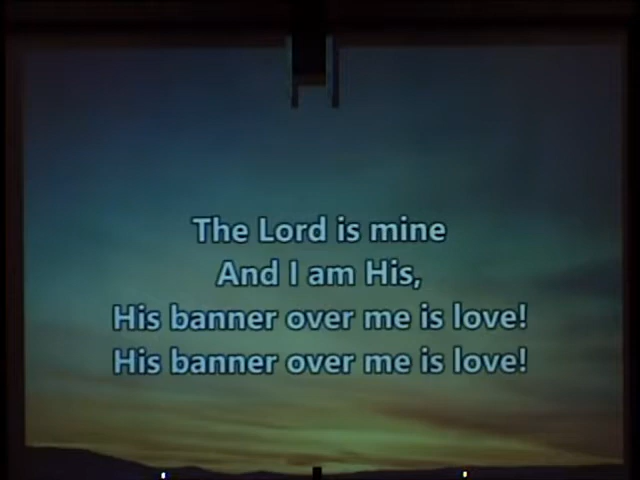 The Lord is mine
And I am His,
His banner over me is love!
His banner over me is love!